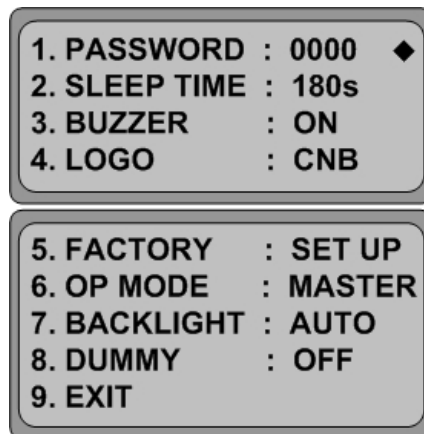 1. PASSWORD : 0000 ◆
2. SLEEP TIME : 180s
3. BUZZER : ON
4. LOGO : CNB
5. FACTORY : SET UP
6. OP MODE : MASTER
7. BACKLIGHT : AUTO
8. DUMMY : OFF
9. EXIT